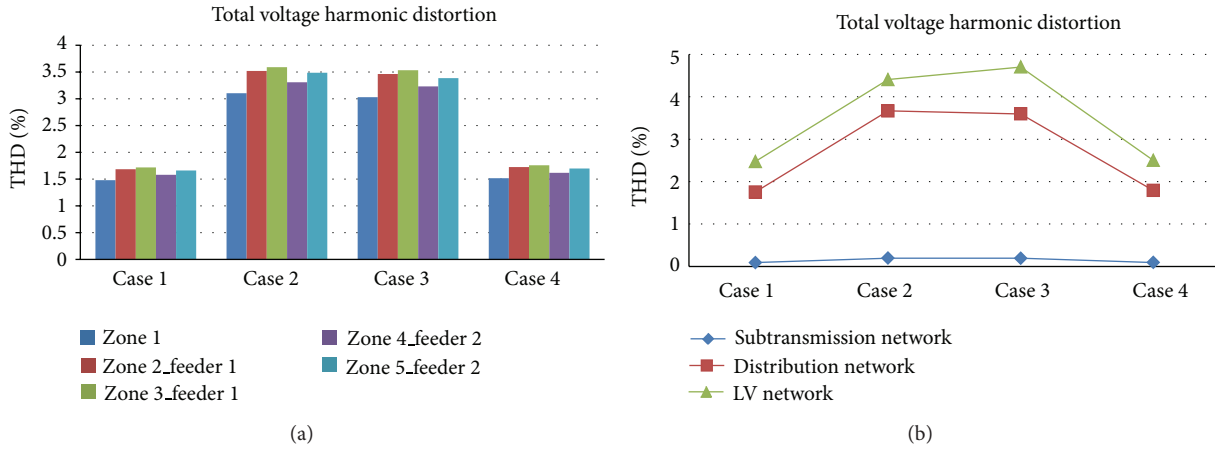 Total voltage harmonic distortion
4
3.5
3
2.5
2
1.5
1
0.5
0
THD (%)
Case 1 Case 2 Case 3 Case 4
Zone 1
Zone 2_feeder 1
Zone 3_feeder 1
Zone 4_feeder 2
Zone 5_feeder 2
(a)
Total voltage harmonic distortion
5
4
3
2
1
0
THD (%)
Case 1 Case 2 Case 3 Case 4
Subtransmission network
Distribution network
LV network
(b)